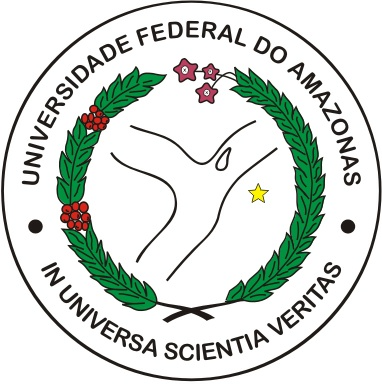 UNIVERSIDADE FEDERAL DO AMAZONAS
IN UNIVERSA SCIENTIA VERITAS